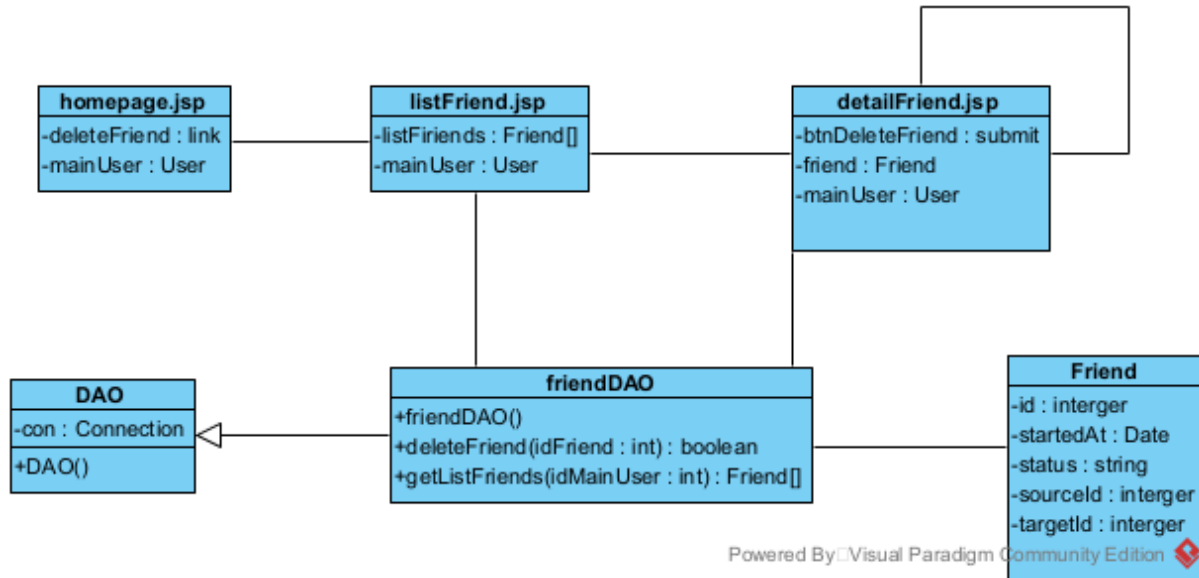 homepage.jsp
-deleteFriend : link
-mainUser : User
listFriend.jsp
-listFiriends : Friend[]
-mainUser : User
detailFriend.jsp
-btnDeleteFriend : submit
-friend : Friend
-mainUser : User
DAO
-con : Connection
+DAO()
friendDAO
+friendDAO()
+deleteFriend(idFriend : int) : boolean
+getListFriends(idMainUser : int) : Friend[]
Friend
-id : interger
-startedAt : Date
-status : string
-sourceId : interger
-targetId : interger
Powered By Visual Paradigm Community Edition